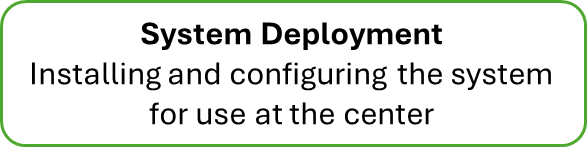 System Deployment
Installing and configuring the system
for use at the center